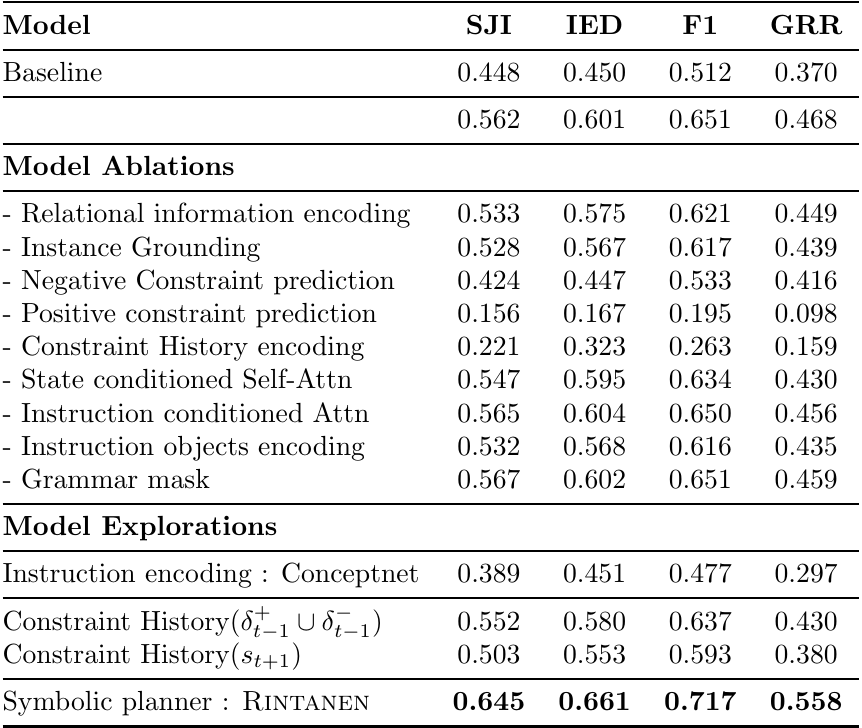 Model SJI IED F1 GRR
Baseline 0.448 0.450 0.512 0.370
0.562 0.601 0.651 0.468
Model Ablations
- Relational information encoding 0.533 0.575 0.621 0.449
- Instance Grounding 0.528 0.567 0.617 0.439
- Negative Constraint prediction 0.424 0.447 0.533 0.416
- Positive constraint prediction 0.156 0.167 0.195 0.098
- Constraint History encoding 0.221 0.323 0.263 0.159
- State conditioned Self-Attn 0.547 0.595 0.634 0.430
- Instruction conditioned Attn 0.565 0.604 0.650 0.456
- Instruction objects encoding 0.532 0.568 0.616 0.435
- Grammar mask 0.567 0.602 0.651 0.459
Model Explorations
Instruction encoding : Conceptnet 0.389 0.451 0.477 0.297
Constraint History(δ⁺ₜ₋₁ ∪ δ⁻ₜ₋₁) 0.552 0.580 0.637 0.430
Constraint History(sₜ₊₁) 0.503 0.553 0.593 0.380
Symbolic planner : RINTANEN 0.645 0.661 0.717 0.558